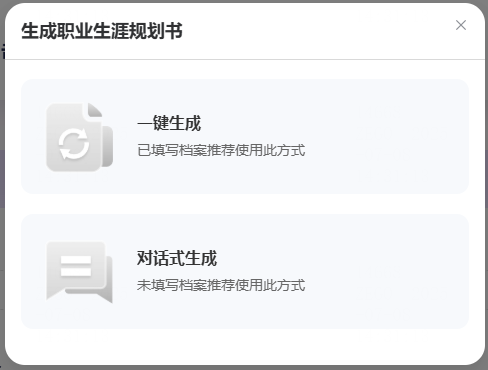 生成职业生涯规划书
一键生成
已填写档案推荐使用此方式
对话式生成
未填写档案推荐使用此方式